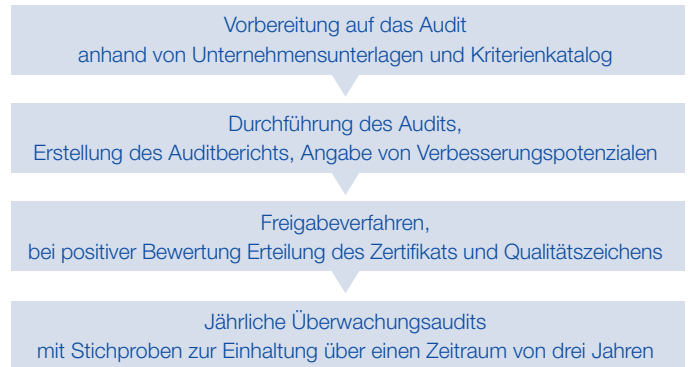 Vorbereitung auf das Audit
anhand von Unternehmensunterlagen und Kriterienkatalog
Durchführung des Audits,
Erstellung des Auditberichts, Angabe von Verbesserungspotenzialen
Freigabeverfahren,
bei positiver Bewertung Erteilung des Zertifikats und Qualitätszeichens
Jährliche Überwachungsaudits
mit Stichproben zur Einhaltung über einen Zeitraum von drei Jahren